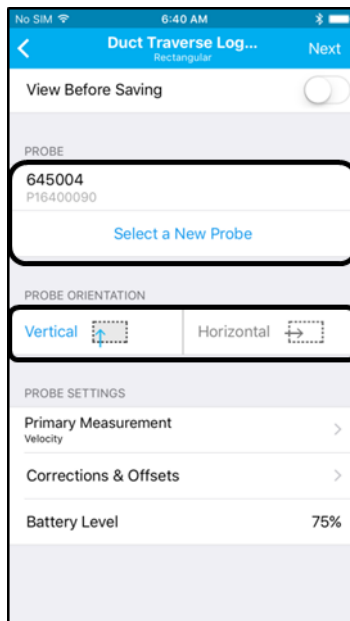 No SIM 6:40 AM
Duct Traverse Log...
Rectangular
Next
View Before Saving
PROBE
645004
P16400090
Select a New Probe
PROBE ORIENTATION
Vertical Horizontal
PROBE SETTINGS
Primary Measurement
Velocity
Corrections & Offsets
Battery Level 75%